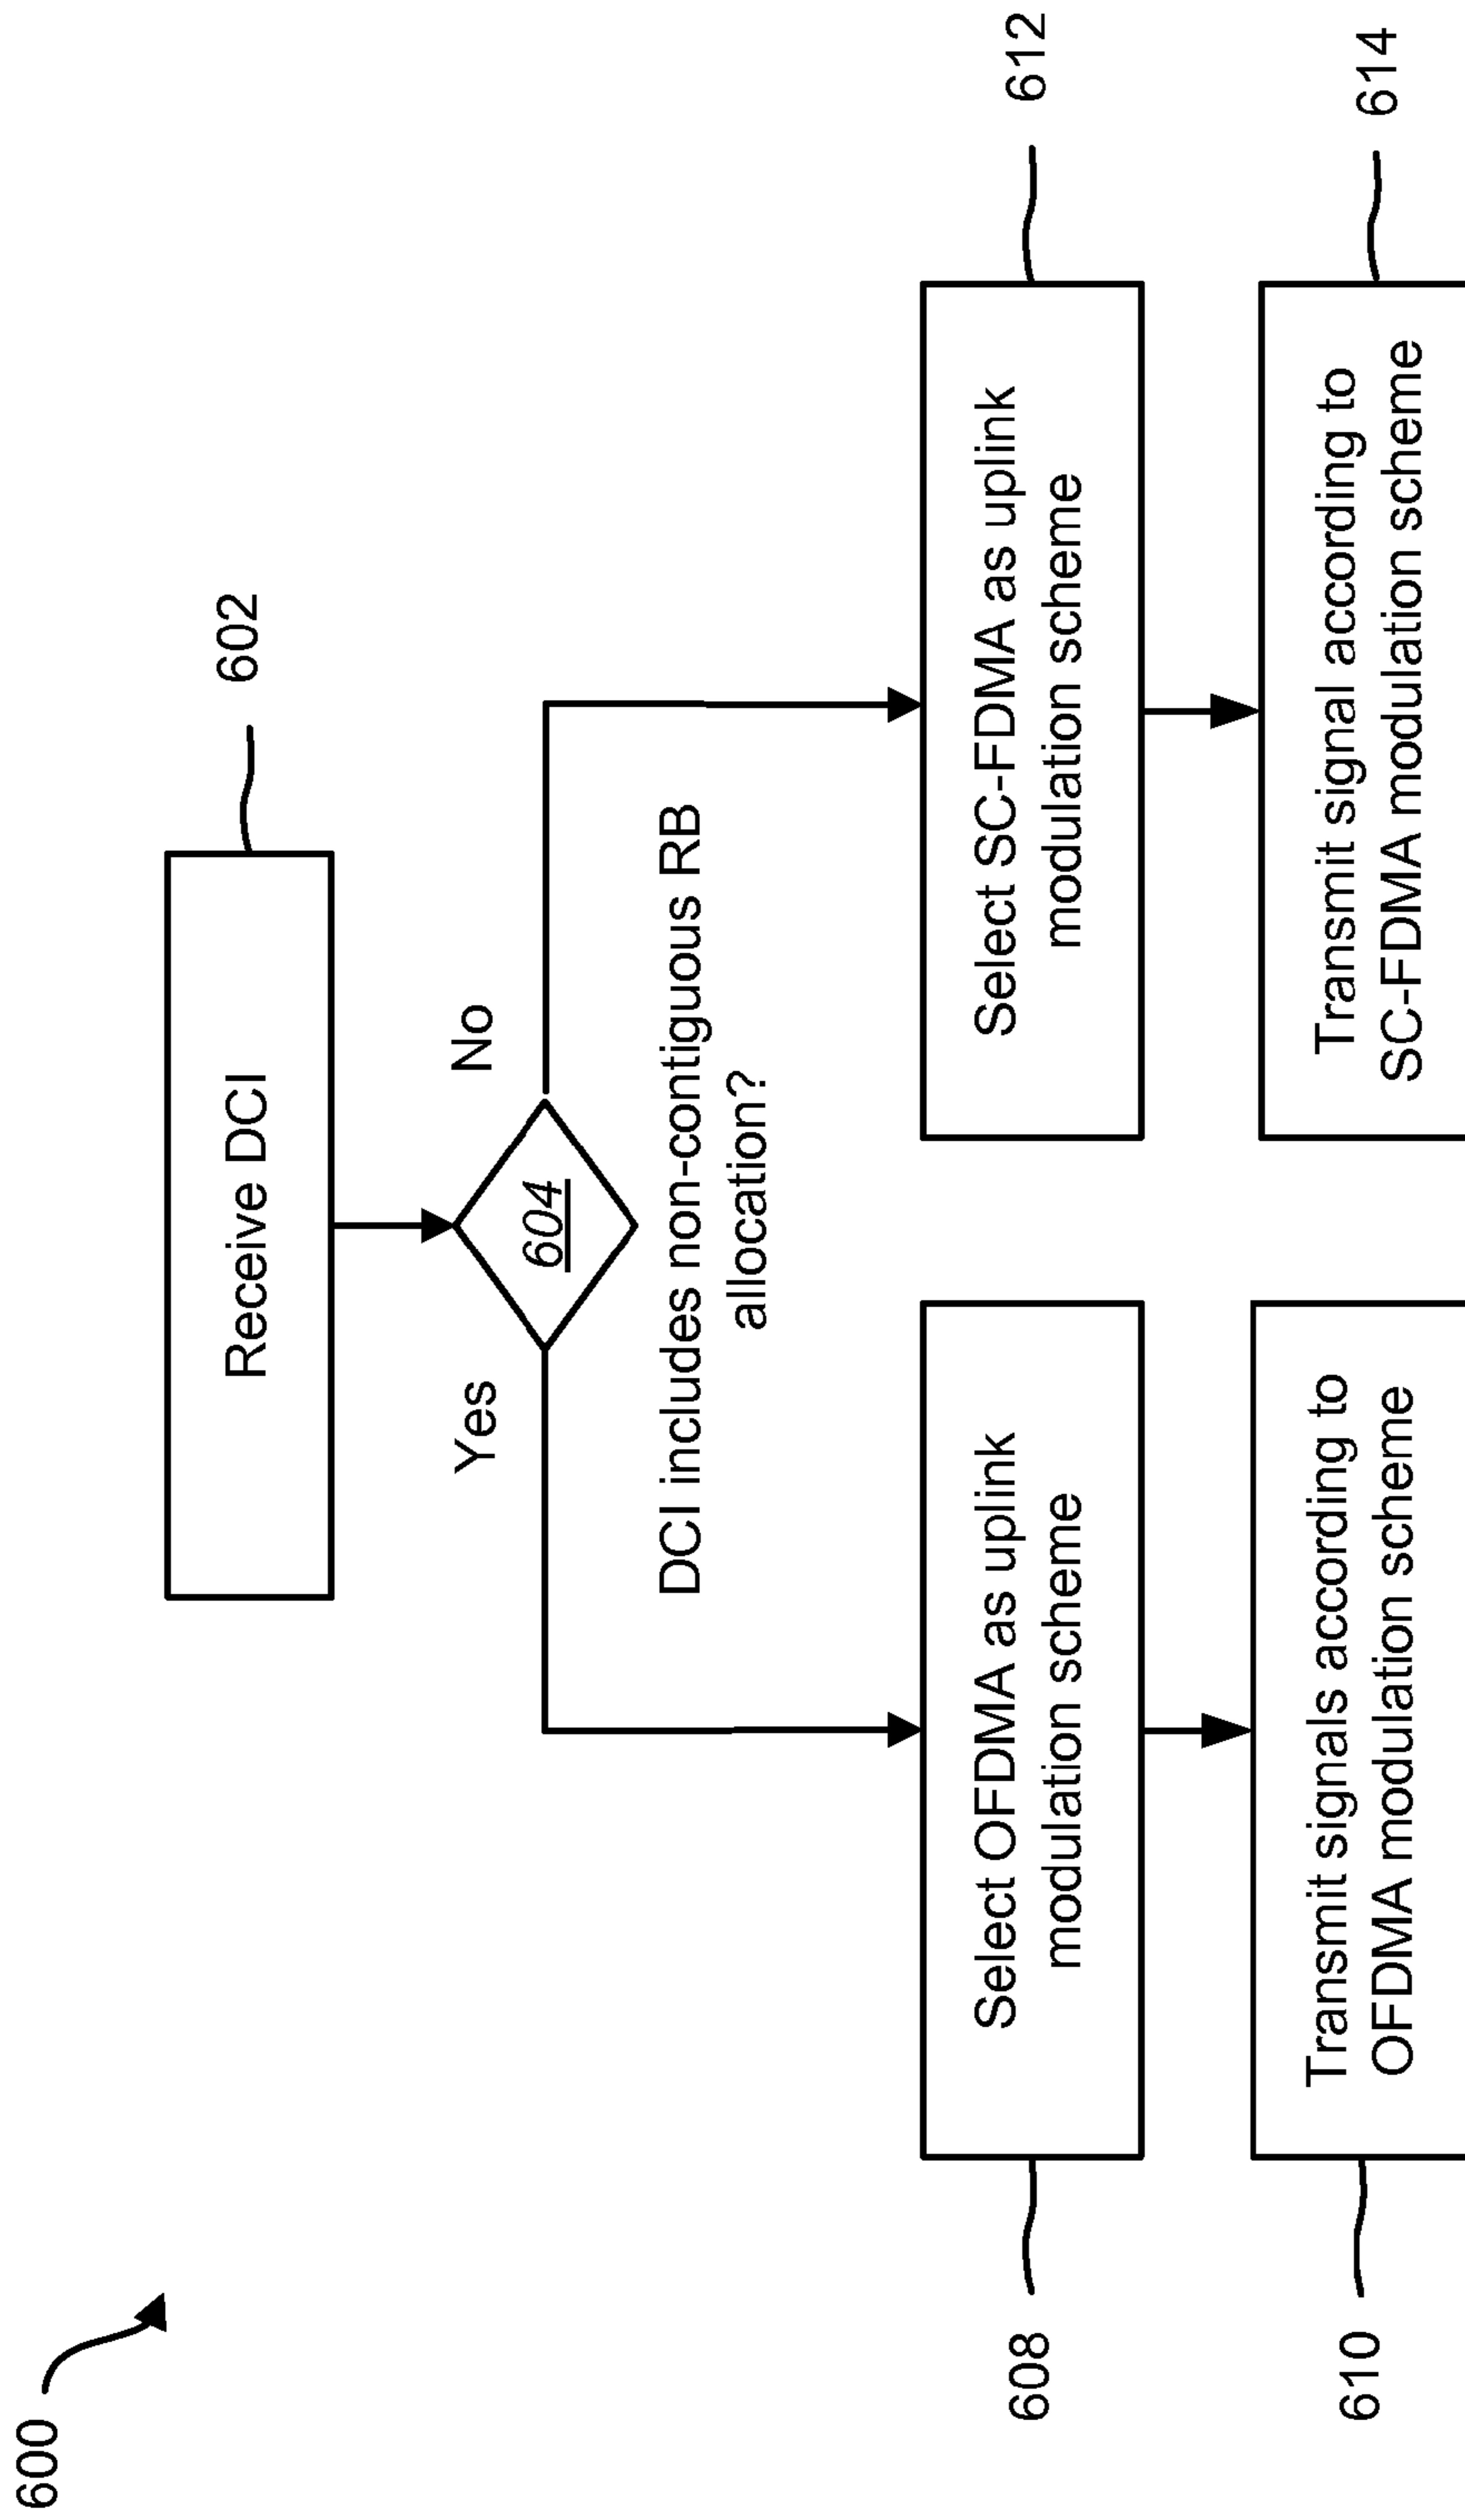 600
Receive DCI
602
Yes
604
No
DCI includes non-contiguous RB
allocation?
608
Select OFDMA as uplink
modulation scheme
Select SC-FDMA as uplink
modulation scheme
612
610
Transmit signals according to
OFDMA modulation scheme
Transmit signal according to
SC-FDMA modulation scheme
614